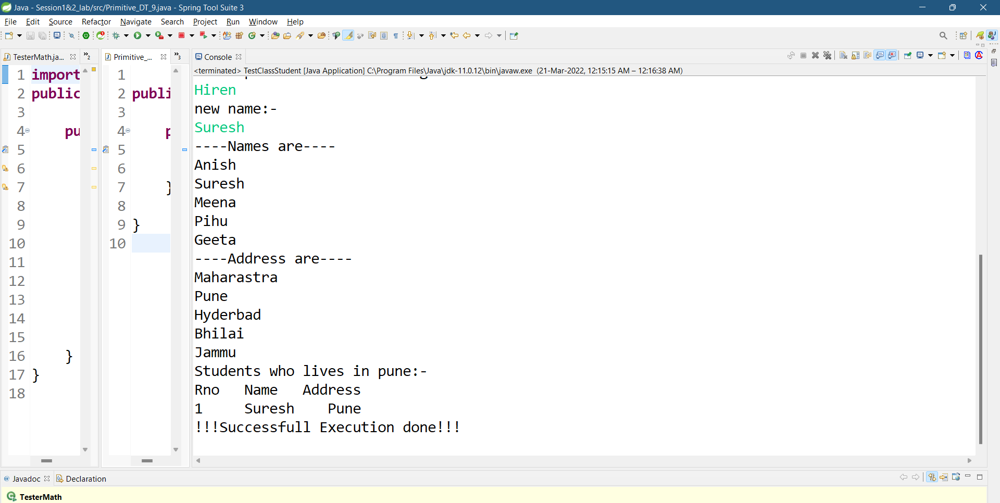 Java - Session1&2_lab/src/Primitive_DT_9.java - Spring Tool Suite 3
File Edit Source Refactor Navigate Search Project Run Window Help
TesterMath.ja... »2
1 import
2 public
3
4 pu
5
6
7
8
9
10
11
12
13
14
15
16 }
17 }
18
Primitive_... »3
1
2 publi
3
4 p
5
6
7 }
8
9 }
10
Console
<terminated> TestClassStudent [Java Application] C:\Program Files\Java\jdk-11.0.12\bin\javaw.exe (21-Mar-2022, 12:15:15 AM – 12:16:38 AM)
Hiren
new name:-
Suresh
----Names are----
Anish
Suresh
Meena
Pihu
Geeta
----Address are----
Maharastra
Pune
Hyderbad
Bhilai
Jammu
Students who lives in pune:-
Rno Name Address
1 Suresh Pune
!!!Successfull Execution done!!!
@ Javadoc Declaration
TesterMath